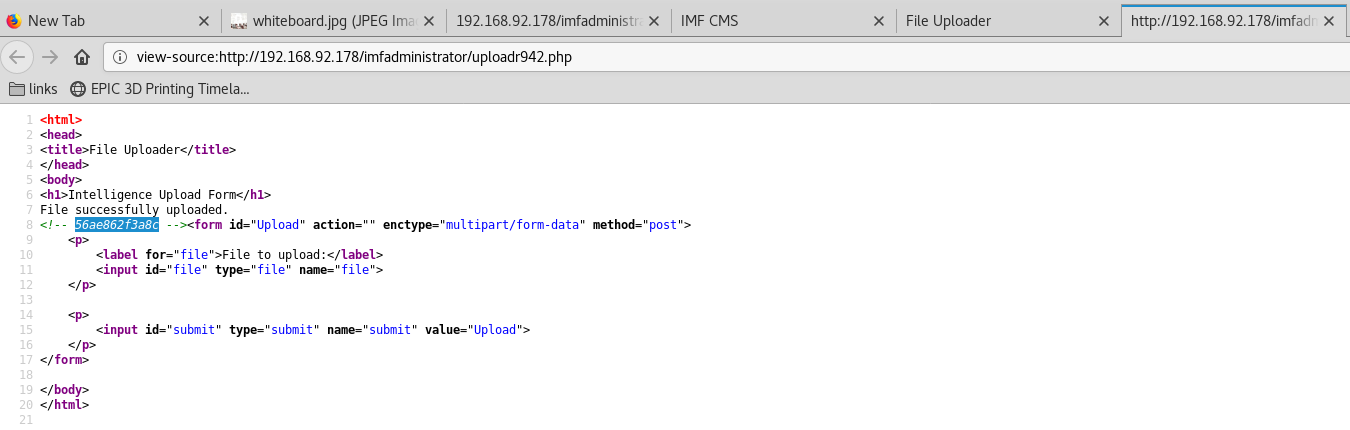 New Tab
whiteboard.jpg (JPEG Ima
192.168.92.178/imfadministra
IMF CMS
File Uploader
http://192.168.92.178/imfadn
view-source:http://192.168.92.178/imfadministrator/uploadr942.php
links
EPIC 3D Printing Timela...
1 <html>
2 <head>
3 <title>File Uploader</title>
4 </head>
5 <body>
6 <h1>Intelligence Upload Form</h1>
7 File successfully uploaded.
8 <!-- 56ae862f3a8c --><form id="Upload" action="" enctype="multipart/form-data" method="post">
9 <p>
10 <label for="file">File to upload:</label>
11 <input id="file" type="file" name="file">
12 </p>
13
14 <p>
15 <input id="submit" type="submit" name="submit" value="Upload">
16 </p>
17 </form>
18
19 </body>
20 </html>
21